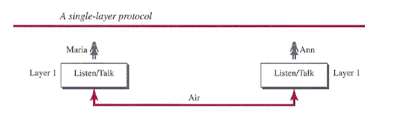 A single-layer protocol
Maria Ann
Layer 1 Listen/Talk Listen/Talk Layer 1
Air